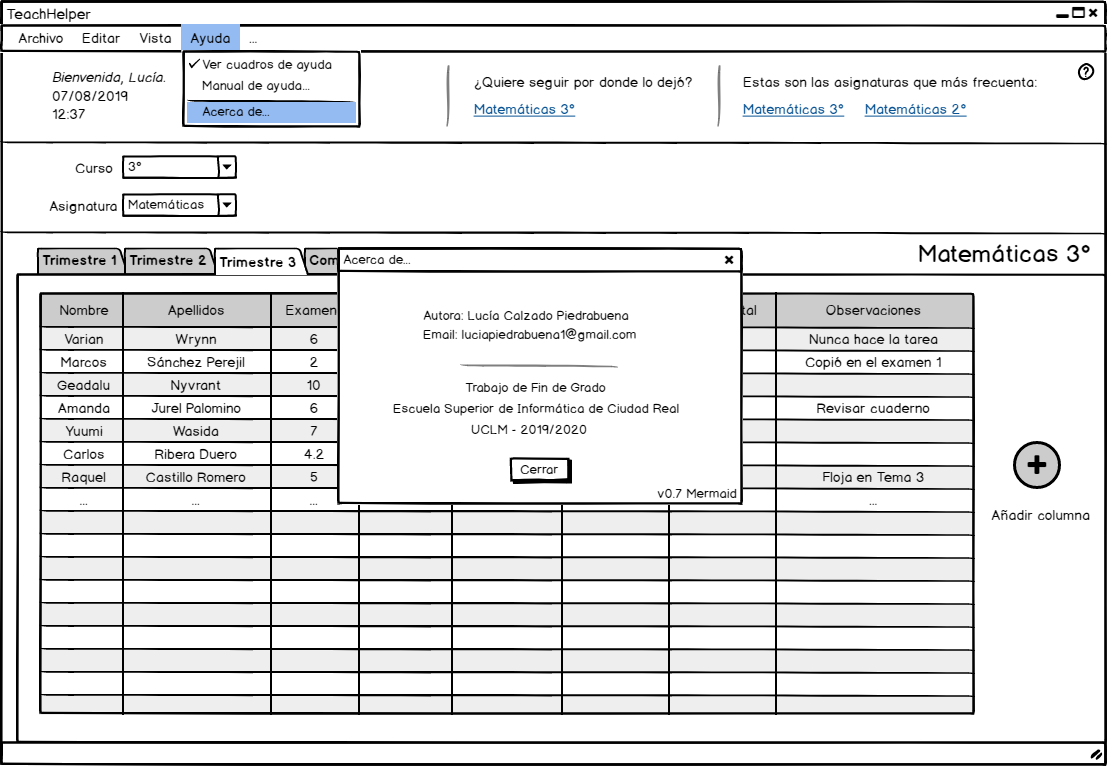 TeachHelper
Archivo Editar Vista Ayuda ...
Ver cuadros de ayuda
Manual de ayuda...
Acerca de...
Bienvenida, Lucía.
07/08/2019
12:37
¿Quiere seguir por donde lo dejó?
Matemáticas 3º
Estas son las asignaturas que más frecuenta:
Matemáticas 3º Matemáticas 2º
Curso 3º
Asignatura Matemáticas
Trimestre 1 Trimestre 2 Trimestre 3 Com
Matemáticas 3º
Nombre Apellidos Examen tal Observaciones
Varian Wrynn 6 Nunca hace la tarea
Marcos Sánchez Perejil 2 Copió en el examen 1
Geadalu Nyvrant 10
Amanda Jurel Palomino 6 Revisar cuaderno
Yuumi Wasida 7
Carlos Ribera Duero 4.2
Raquel Castillo Romero 5 Floja en Tema 3
... ... ... ...
Acerca de...
Autora: Lucía Calzado Piedrabuena
Email: luciapiedrabuena1@gmail.com
Trabajo de Fin de Grado
Escuela Superior de Informática de Ciudad Real
UCLM - 2019/2020
Cerrar
v0.7 Mermaid
Añadir columna